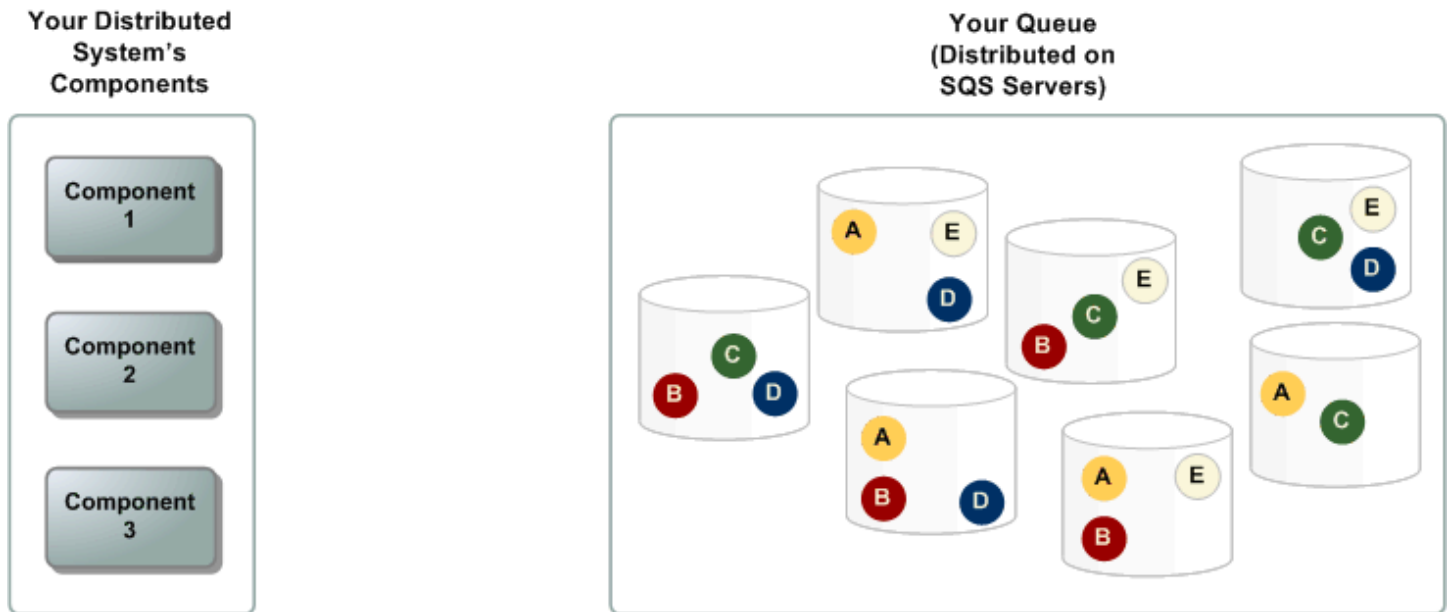 Your Distributed
System's
Components
Component
1
Component
2
Component
3
Your Queue
(Distributed on
SQS Servers)
C
B
D
A
E
D
E
C
B
A
B
D
A
E
B
E
C
D
A
C